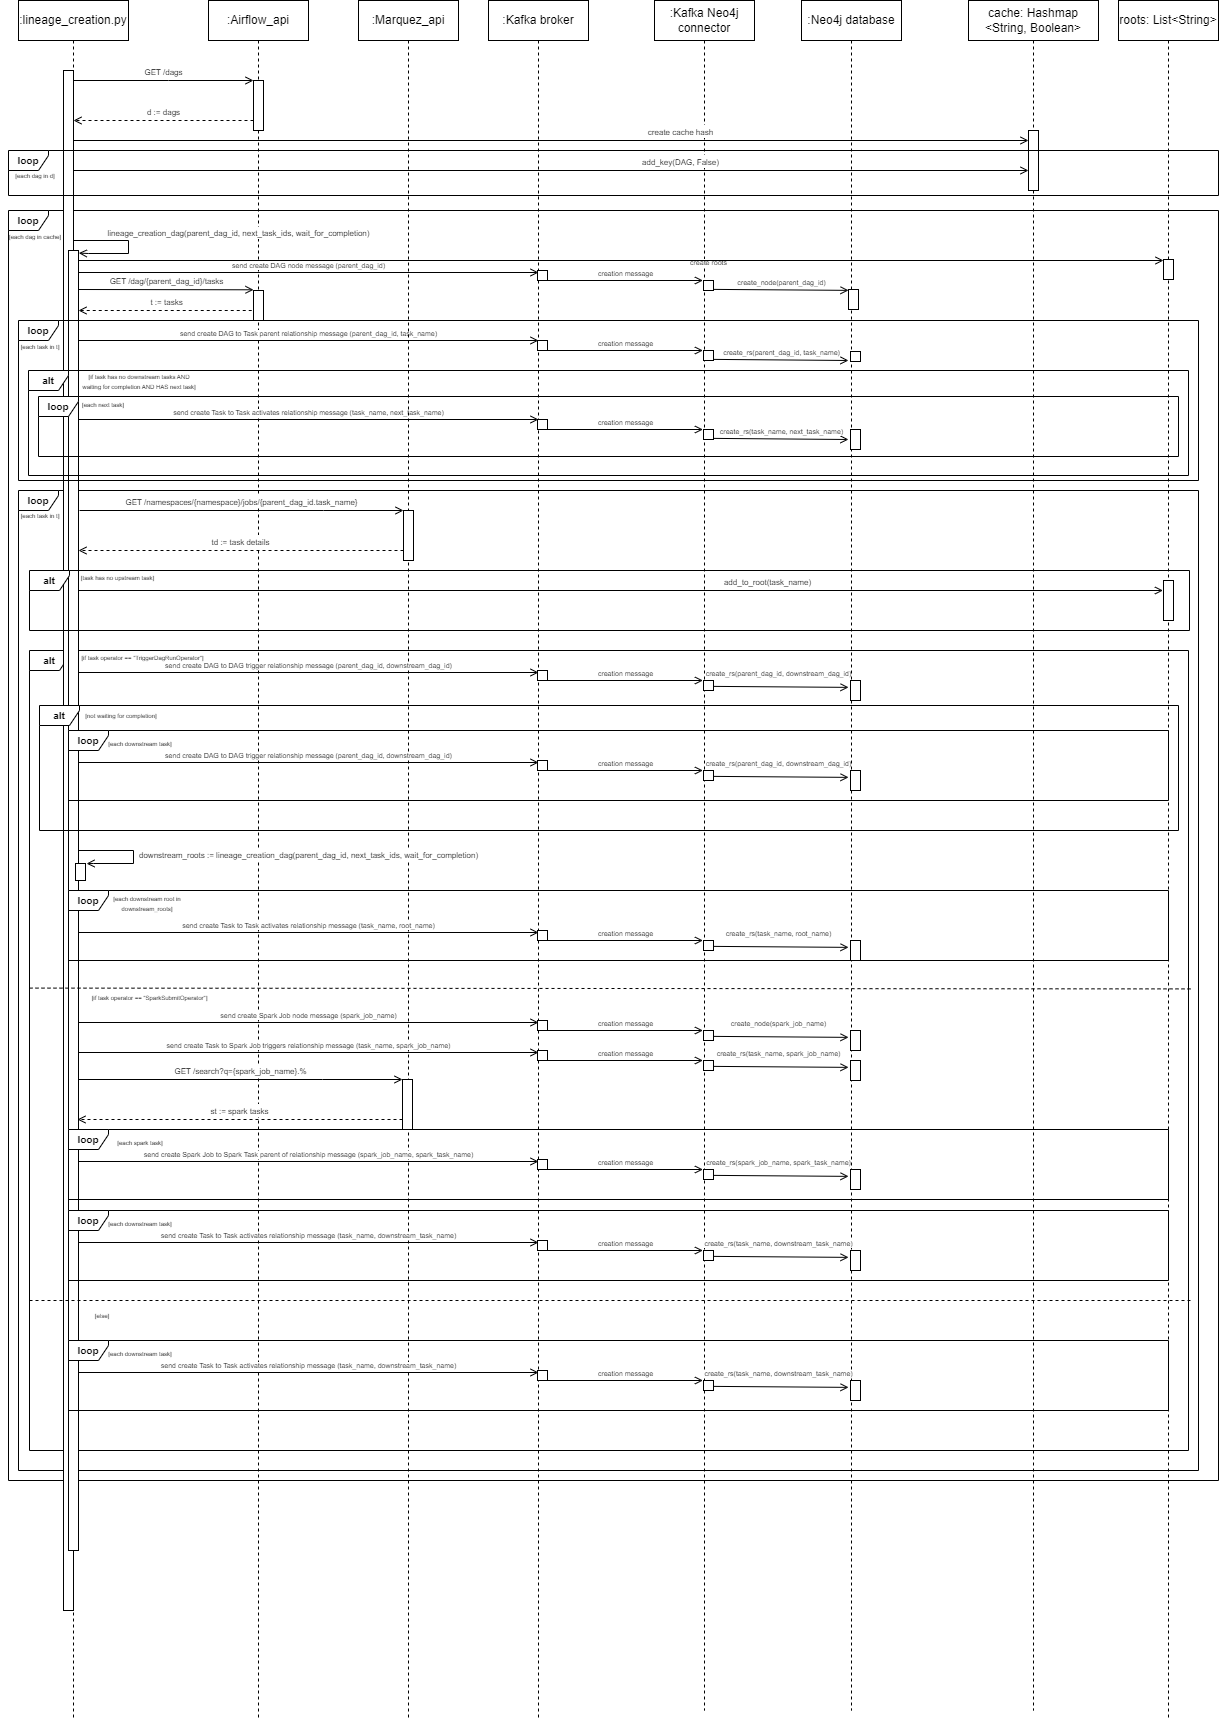 :lineage_creation.py
:Airflow_api
:Marquez_api
:Kafka broker
:Kafka Neo4j
connector
:Neo4j database
cache: Hashmap
<String, Boolean>
roots: List<String>
GET /dags
d := dags
create cache hash
loop
[each dag in d]
add_key(DAG, False)
loop
[each dag in cache]
lineage_creation_dag(parent_dag_id, next_task_ids, wait_for_completion)
create roots
send create DAG node message (parent_dag_id)
creation message
create_node(parent_dag_id)
GET /dag/{parent_dag_id}/tasks
t := tasks
loop
[each task in t]
send create DAG to Task parent relationship message (parent_dag_id, task_name)
creation message
create_rs(parent_dag_id, task_name)
alt
[if task has no downstream tasks AND
waiting for completion AND HAS next task]
loop
[each next task]
send create Task to Task activates relationship message (task_name, next_task_name)
creation message
create_rs(task_name, next_task_name)
loop
[each task in t]
GET /namespaces/{namespace}/jobs/{parent_dag_id.task_name}
td := task details
alt
[task has no upstream task]
add_to_root(task_name)
alt
[if task operator == "TriggerDagRunOperator"]
send create DAG to DAG trigger relationship message (parent_dag_id, downstream_dag_id)
creation message
create_rs(parent_dag_id, downstream_dag_id)
alt
[not waiting for completion]
loop
[each downstream task]
send create DAG to DAG trigger relationship message (parent_dag_id, downstream_dag_id)
creation message
create_rs(parent_dag_id, downstream_dag_id)
downstream_roots := lineage_creation_dag(parent_dag_id, next_task_ids, wait_for_completion)
loop
[each downstream root in
downstream_roots]
send create Task to Task activates relationship message (task_name, root_name)
creation message
create_rs(task_name, root_name)
[if task operator == "SparkSubmitOperator"]
send create Spark Job node message (spark_job_name)
creation message
create_node(spark_job_name)
send create Task to Spark Job triggers relationship message (task_name, spark_job_name)
creation message
create_rs(task_name, spark_job_name)
GET /search?q={spark_job_name}.%
st := spark tasks
loop
[each spark task]
send create Spark Job to Spark Task parent of relationship message (spark_job_name, spark_task_name)
creation message
create_rs(spark_job_name, spark_task_name)
loop
[each downstream task]
send create Task to Task activates relationship message (task_name, downstream_task_name)
creation message
create_rs(task_name, downstream_task_name)
[else]
loop
[each downstream task]
send create Task to Task activates relationship message (task_name, downstream_task_name)
creation message
create_rs(task_name, downstream_task_name)